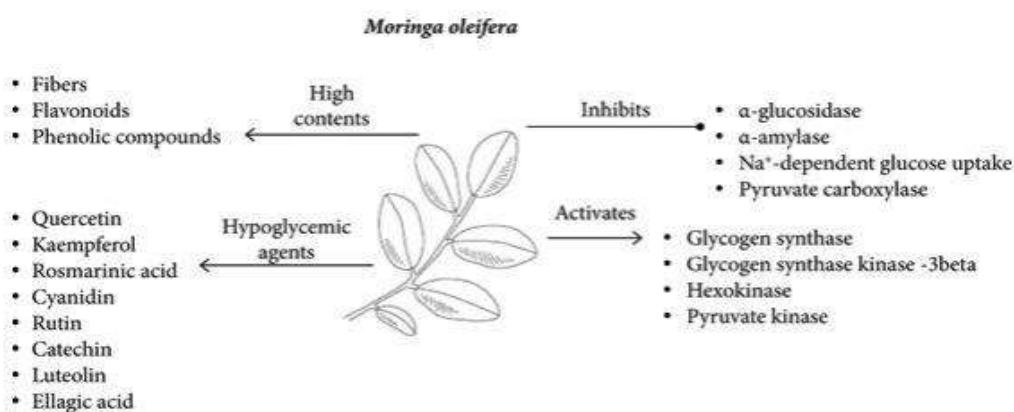 Moringa oleifera
• Fibers
• Flavonoids
• Phenolic compounds
High
contents
Inhibits
• α-glucosidase
• α-amylase
• Na⁺-dependent glucose uptake
• Pyruvate carboxylase
• Quercetin
• Kaempferol
• Rosmarinic acid
• Cyanidin
• Rutin
• Catechin
• Luteolin
• Ellagic acid
Hypoglycemic
agents
Activates
• Glycogen synthase
• Glycogen synthase kinase -3beta
• Hexokinase
• Pyruvate kinase